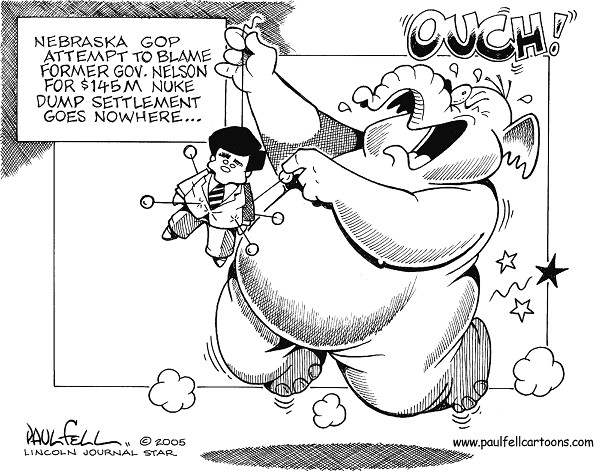 NEBRASKA GOP
ATTEMPT TO BLAME
FORMER GOV. NELSON
FOR $145M NUKE
DUMP SETTLEMENT
GOES NOWHERE...
OUCH!
PAUL FELL © 2005
LINCOLN JOURNAL STAR
www.paulfellcartoons.com